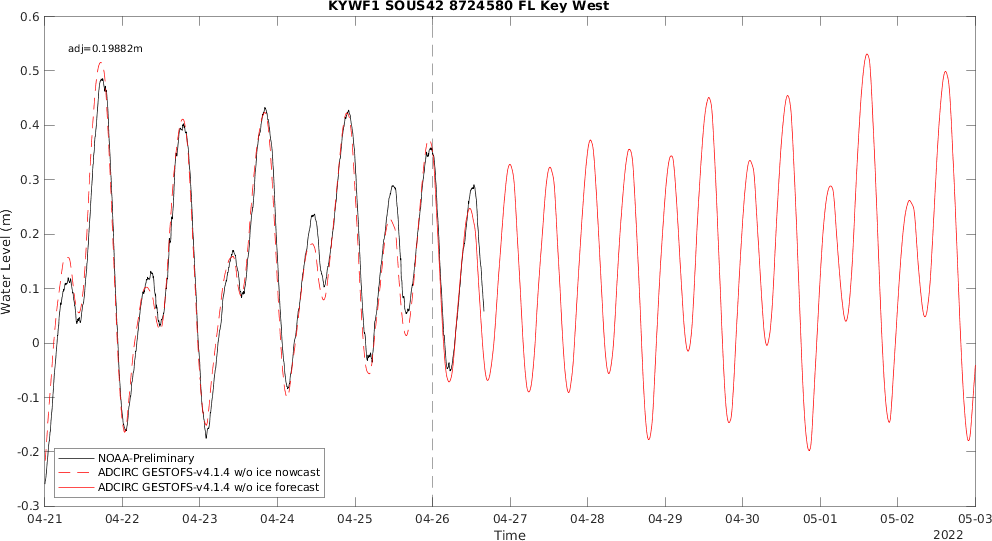 KYWF1 SOUS42 8724580 FL Key West
0.6
adj=0.19882m
0.5
0.4
0.3
0.2
0.1
0
-0.1
-0.2
-0.3
Water Level (m)
NOAA-Preliminary
ADCIRC GESTOFS-v4.1.4 w/o ice nowcast
ADCIRC GESTOFS-v4.1.4 w/o ice forecast
04-21 04-22 04-23 04-24 04-25 04-26 04-27 04-28 04-29 04-30 05-01 05-02 05-03
Time
2022